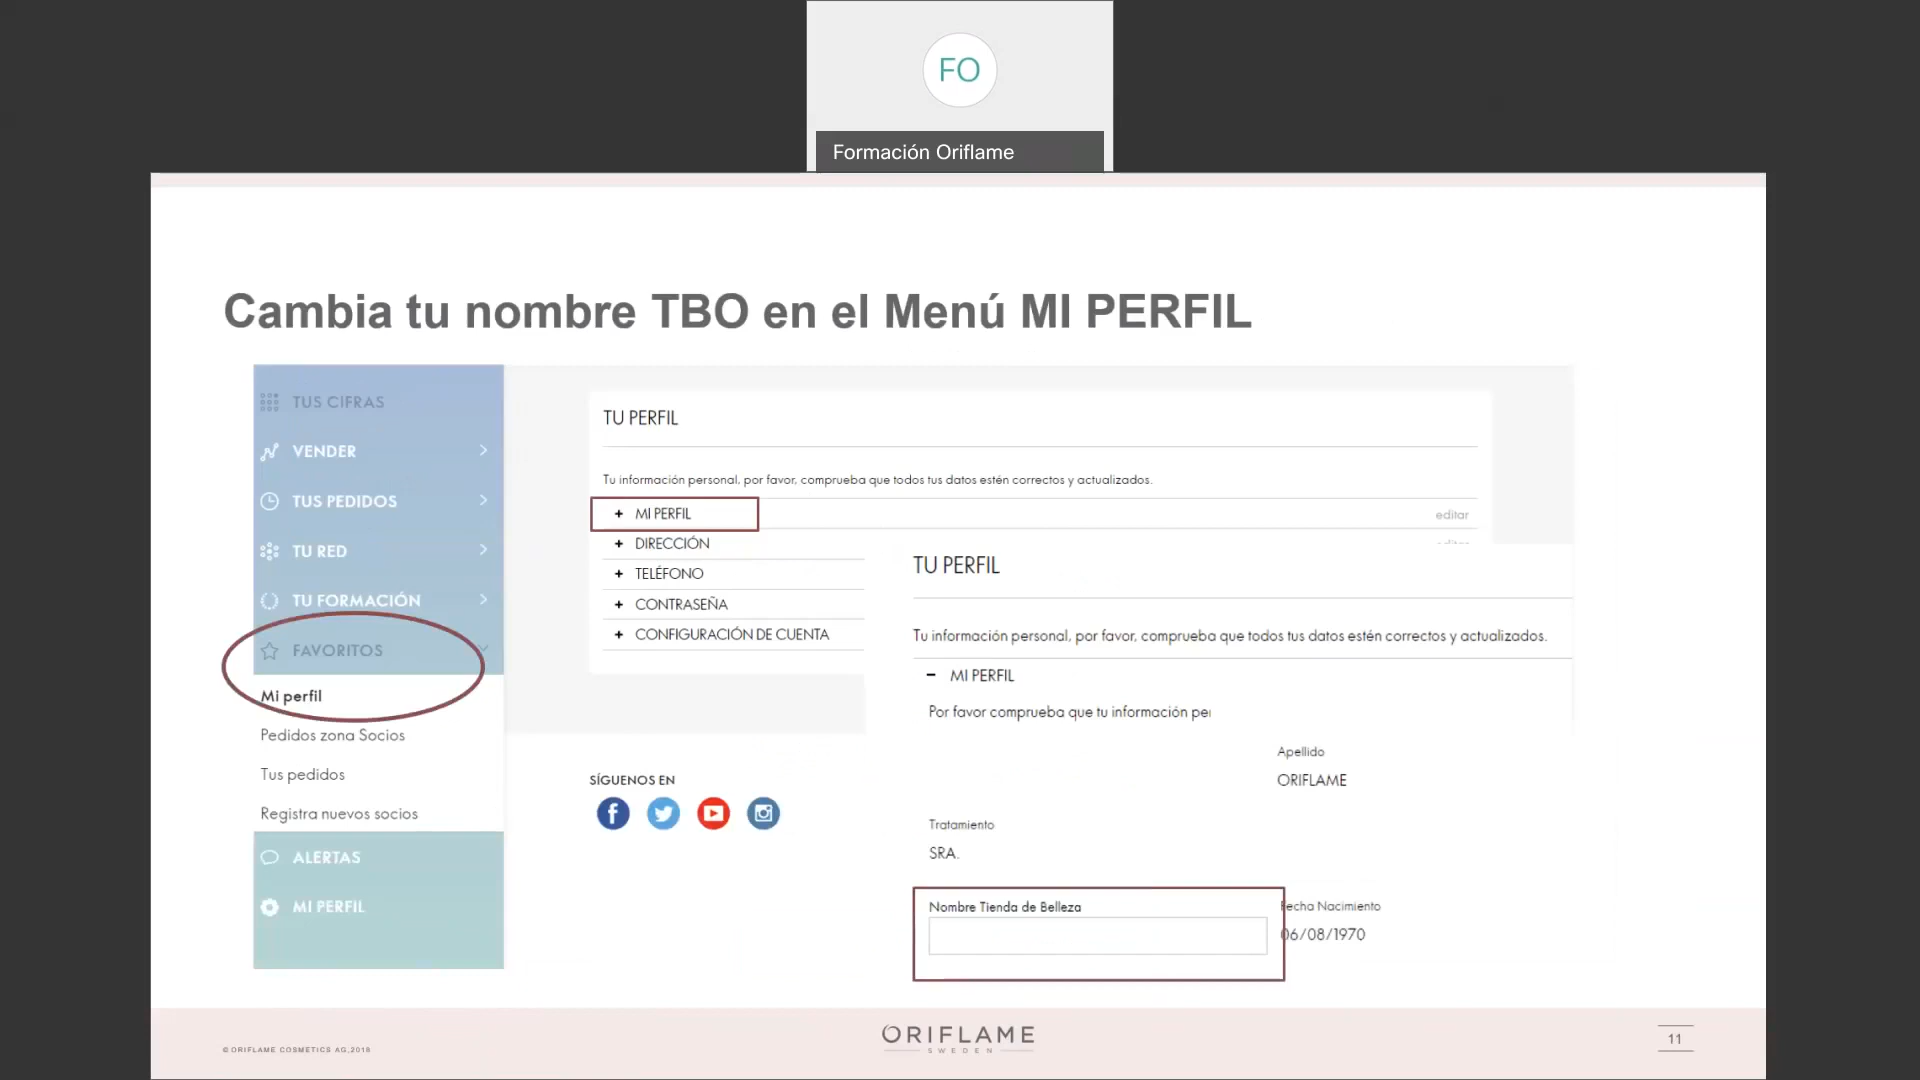 FO
Formación Oriflame
Cambia tu nombre TBO en el Menú MI PERFIL
TUS CIFRAS
VENDER
TUS PEDIDOS
TU RED
TU FORMACIÓN
FAVORITOS
Mi perfil
Pedidos zona Socios
Tus pedidos
Registra nuevos socios
ALERTAS
MI PERFIL
TU PERFIL
Tu información personal, por favor, comprueba que todos tus datos estén correctos y actualizados.
+ MI PERFIL editar
+ DIRECCIÓN
+ TELÉFONO
+ CONTRASEÑA
+ CONFIGURACIÓN DE CUENTA
SÍGUENOS EN
TU PERFIL
Tu información personal, por favor, comprueba que todos tus datos estén correctos y actualizados.
− MI PERFIL
Por favor comprueba que tu información
Apellido
ORIFLAME
Tratamiento
SRA.
Nombre Tienda de Belleza
Fecha Nacimiento
06/08/1970
© ORIFLAME COSMETICS AG,2018
ORIFLAME
SWEDEN
11